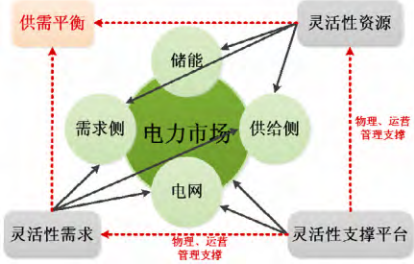 供需平衡
灵活性资源
储能
需求侧
电力市场
供给侧
物理、运营
管理支撑
电网
灵活性需求
物理、运营
管理支撑
灵活性支撑平台